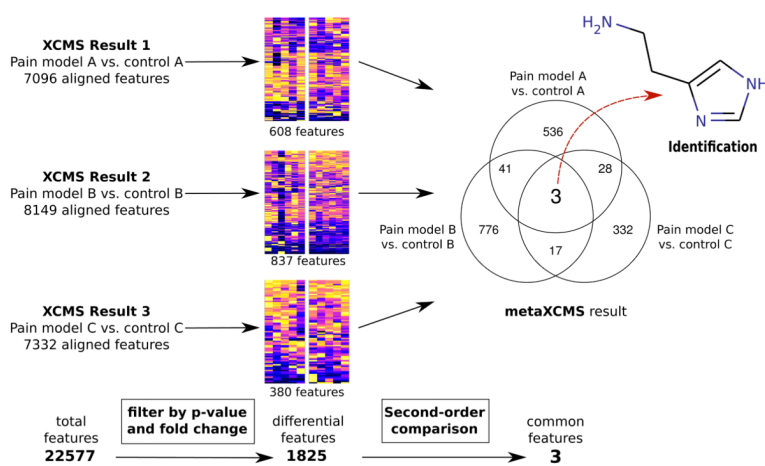 XCMS Result 1
Pain model A vs. control A
7096 aligned features
608 features
XCMS Result 2
Pain model B vs. control B
8149 aligned features
837 features
XCMS Result 3
Pain model C vs. control C
7332 aligned features
380 features
Pain model A
vs. control A
536
41
28
3
776
332
17
Pain model B
vs. control B
Pain model C
vs. control C
metaXCMS result
H₂N
NH
N
Identification
total
features
22577
filter by p-value
and fold change
differential
features
1825
Second-order
comparison
common
features
3